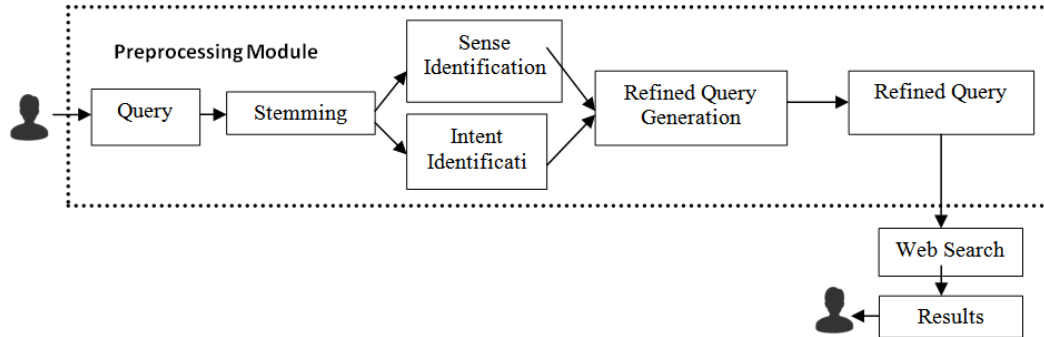 Preprocessing Module
Query
Stemming
Sense
Identification
Intent
Identificati
Refined Query
Generation
Refined Query
Web Search
Results